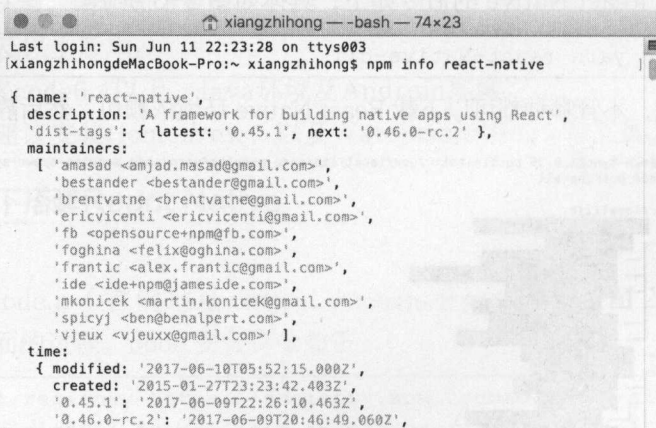 xiangzhihong — -bash — 74×23
Last login: Sun Jun 11 22:23:28 on ttys003
[xiangzhihongdeMacBook-Pro:~ xiangzhihong$ npm info react-native ]
{ name: 'react-native',
description: 'A framework for building native apps using React',
'dist-tags': { latest: '0.45.1', next: '0.46.0-rc.2' },
maintainers:
[ 'amasad <amjad.masad@gmail.com>',
'bestander <bestander@gmail.com>',
'brentvatne <brentvatne@gmail.com>',
'ericvicenti <ericvicenti@gmail.com>',
'fb <opensource+npm@fb.com>',
'foghina <felix@oghina.com>',
'frantic <alex.frantic@gmail.com>',
'ide <ide+npm@jameside.com>',
'mkonicek <martin.konicek@gmail.com>',
'spicyj <ben@benalpert.com>',
'vjeux <vjeuxx@gmail.com>' ],
time:
{ modified: '2017-06-10T05:52:15.000Z',
created: '2015-01-27T23:23:42.403Z',
'0.45.1': '2017-06-09T22:26:10.463Z',
'0.46.0-rc.2': '2017-06-09T20:46:49.060Z',